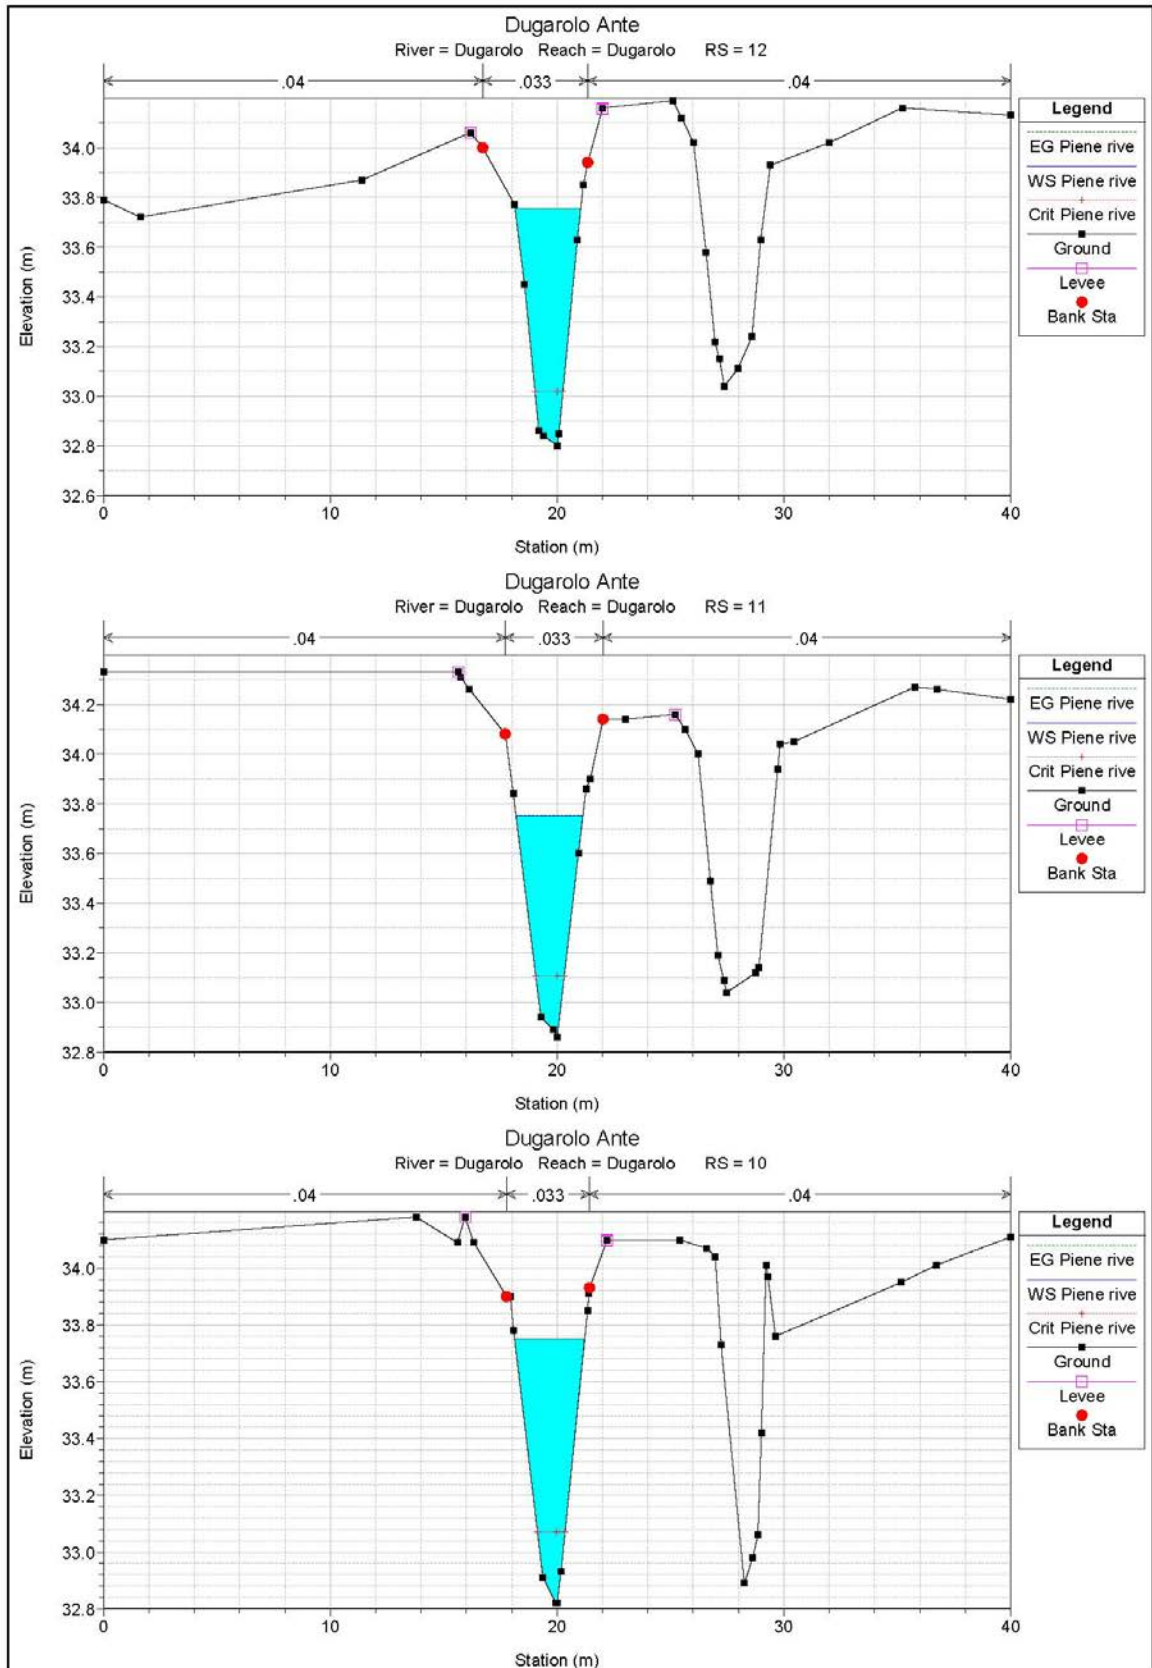 Dugarolo Ante
River = Dugarolo Reach = Dugarolo RS = 12
.04 .033 .04
Elevation (m)
34.0
33.8
33.6
33.4
33.2
33.0
32.8
32.6
0 10 20 30 40
Station (m)
Legend
EG Piene rive
WS Piene rive
Crit Piene rive
Ground
Levee
Bank Sta
Dugarolo Ante
River = Dugarolo Reach = Dugarolo RS = 11
.04 .033 .04
Elevation (m)
34.2
34.0
33.8
33.6
33.4
33.2
33.0
32.8
0 10 20 30 40
Station (m)
Legend
EG Piene rive
WS Piene rive
Crit Piene rive
Ground
Levee
Bank Sta
Dugarolo Ante
River = Dugarolo Reach = Dugarolo RS = 10
.04 .033 .04
Elevation (m)
34.0
33.8
33.6
33.4
33.2
33.0
32.8
0 10 20 30 40
Station (m)
Legend
EG Piene rive
WS Piene rive
Crit Piene rive
Ground
Levee
Bank Sta